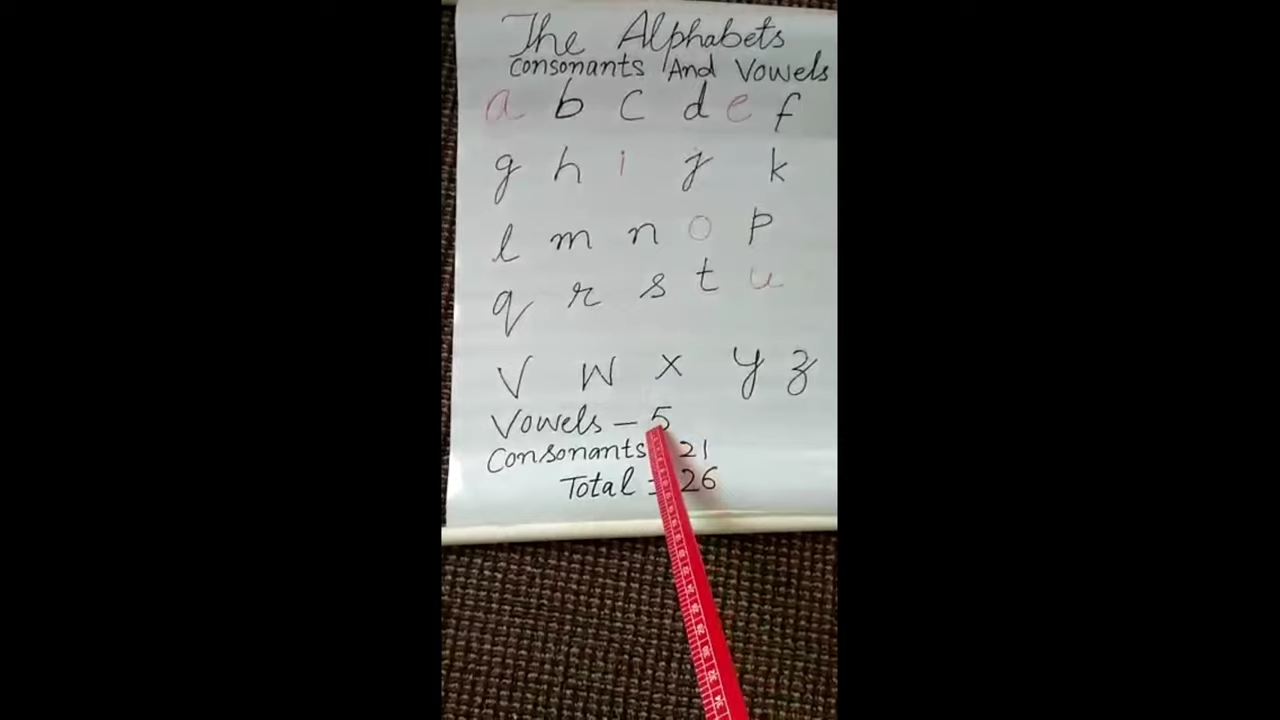 The Alphabets
Consonants And Vowels
a b c d e f
g h i j k
l m n o p
q r s t u
v w x y z
Vowels – 5
Consonants 21
Total = 26